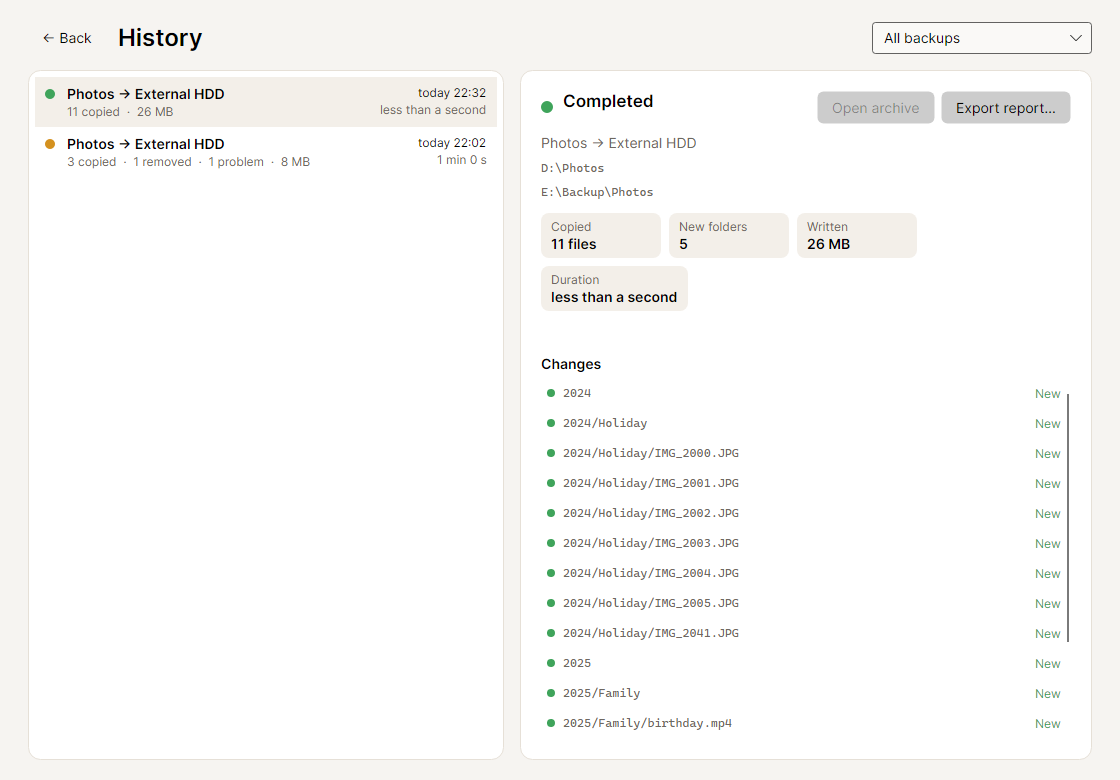 ← Back
History
All backups
Photos → External HDD
today 22:32
11 copied · 26 MB
less than a second
Photos → External HDD
today 22:02
3 copied · 1 removed · 1 problem · 8 MB
1 min 0 s
Completed
Open archive
Export report...
Photos → External HDD
D:\Photos
E:\Backup\Photos
Copied
11 files
New folders
5
Written
26 MB
Duration
less than a second
Changes
2024 New
2024/Holiday New
2024/Holiday/IMG_2000.JPG New
2024/Holiday/IMG_2001.JPG New
2024/Holiday/IMG_2002.JPG New
2024/Holiday/IMG_2003.JPG New
2024/Holiday/IMG_2004.JPG New
2024/Holiday/IMG_2005.JPG New
2024/Holiday/IMG_2041.JPG New
2025 New
2025/Family New
2025/Family/birthday.mp4 New